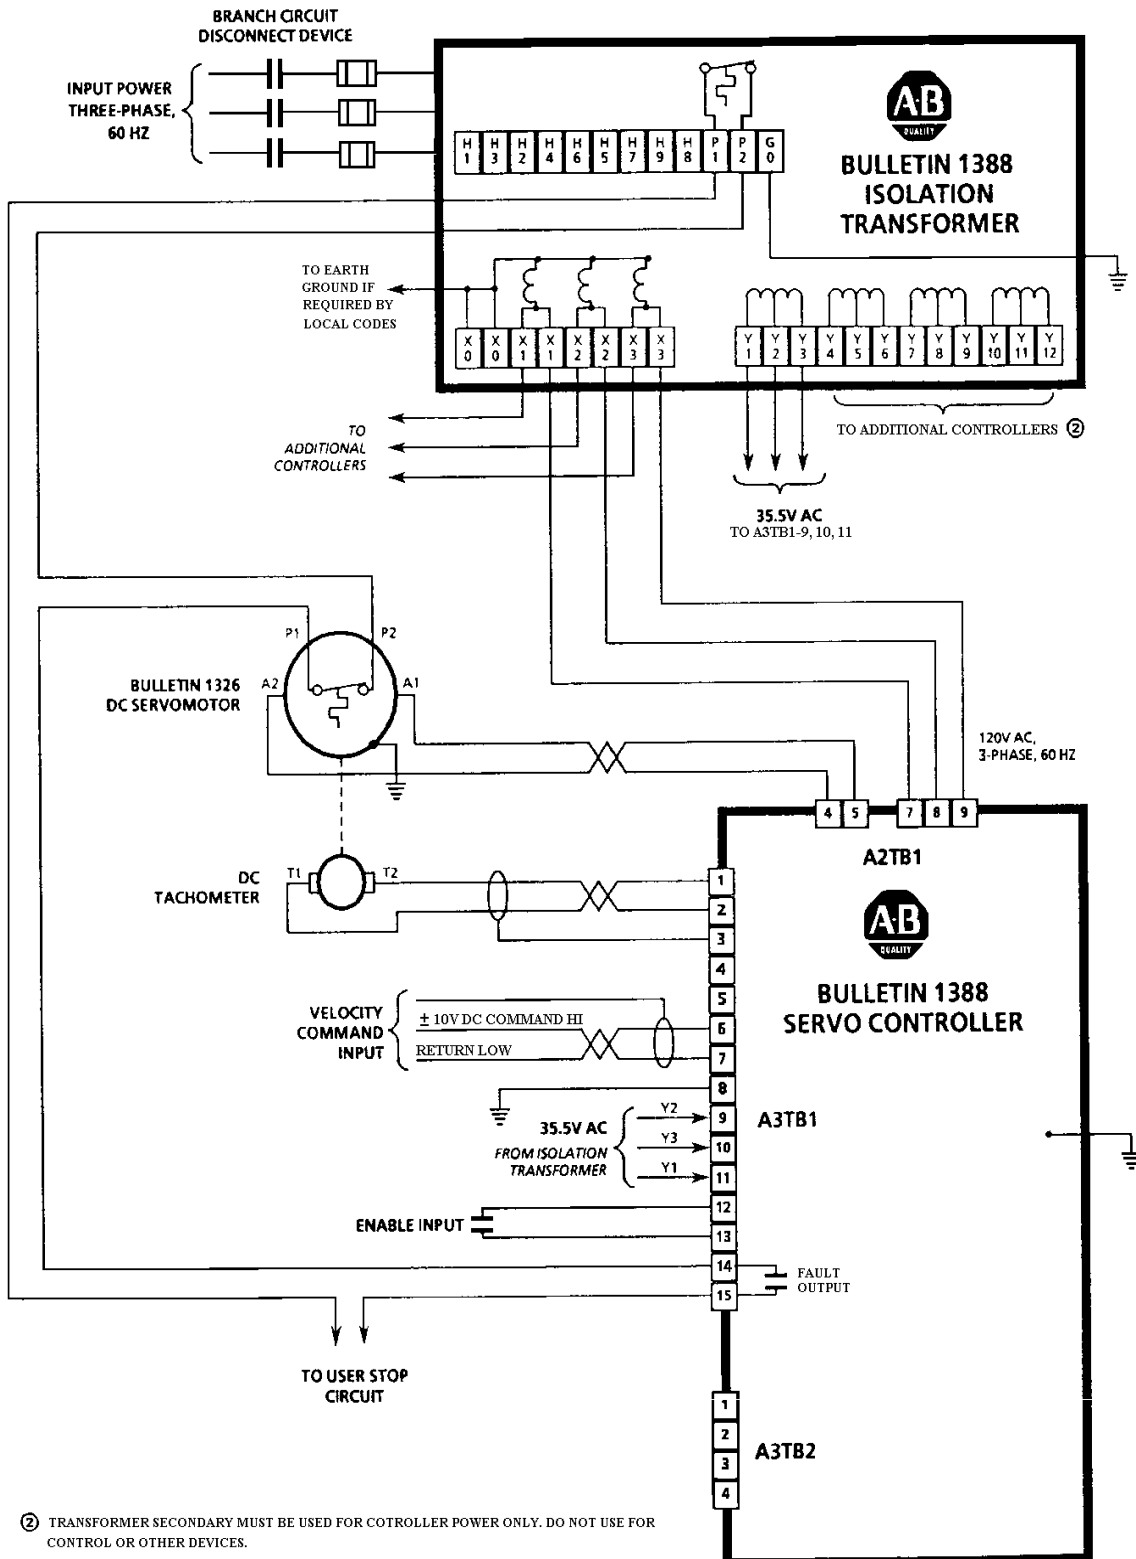 BRANCH CIRCUIT
DISCONNECT DEVICE
INPUT POWER
THREE-PHASE,
60 HZ
A·B
QUALITY
BULLETIN 1388
ISOLATION
TRANSFORMER
H1 H3 H2 H4 H6 H5 H7 H9 H8 P1 P2 G0
TO EARTH
GROUND IF
REQUIRED BY
LOCAL CODES
X0 X0 X1 X1 X2 X2 X3 X3
Y1 Y2 Y3 Y4 Y5 Y6 Y7 Y8 Y9 Y10 Y11 Y12
TO
ADDITIONAL
CONTROLLERS
TO ADDITIONAL CONTROLLERS ②
35.5V AC
TO A3TB1-9, 10, 11
P1 P2
BULLETIN 1326
DC SERVOMOTOR
A2 A1
120V AC,
3-PHASE, 60 HZ
4 5 7 8 9
A2TB1
DC
TACHOMETER
T1 T2
A·B
QUALITY
BULLETIN 1388
SERVO CONTROLLER
1
2
3
4
5
6
7
8
9
10
11
12
13
14
15
A3TB1
VELOCITY
COMMAND
INPUT
± 10V DC COMMAND HI
RETURN LOW
35.5V AC
FROM ISOLATION
TRANSFORMER
Y2
Y3
Y1
ENABLE INPUT
FAULT
OUTPUT
TO USER STOP
CIRCUIT
1
2
3
4
A3TB2
② TRANSFORMER SECONDARY MUST BE USED FOR COTROLLER POWER ONLY. DO NOT USE FOR
CONTROL OR OTHER DEVICES.